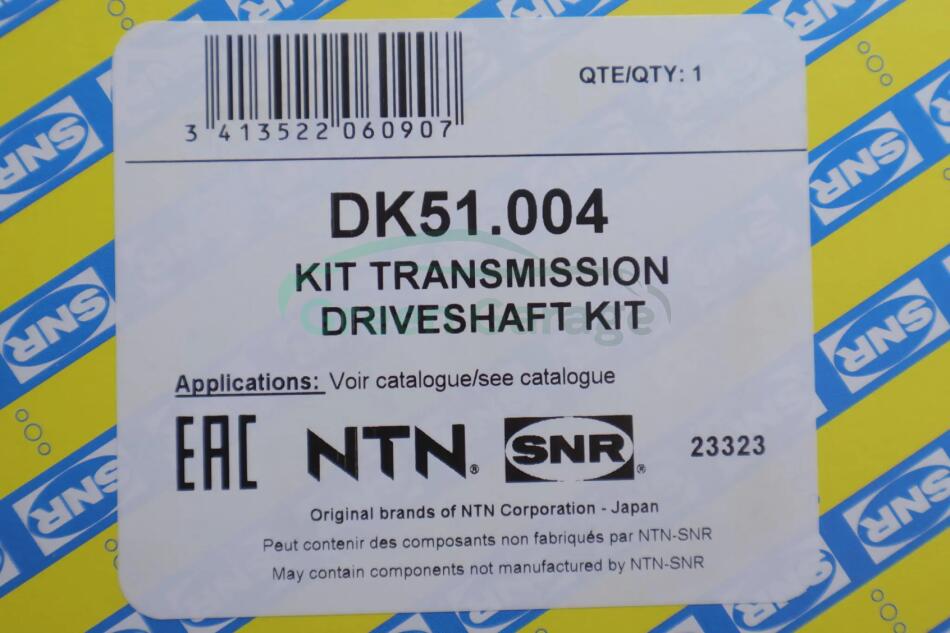 QTE/QTY: 1
3 413522 060907
DK51.004
KIT TRANSMISSION
DRIVESHAFT KIT
Applications: Voir catalogue/see catalogue
EAC NTN® SNR® 23323
Original brands of NTN Corporation - Japan
Peut contenir des composants non fabriqués par NTN-SNR
May contain components not manufactured by NTN-SNR
SNR
SNR
SNR
SNR
SNR
SNR